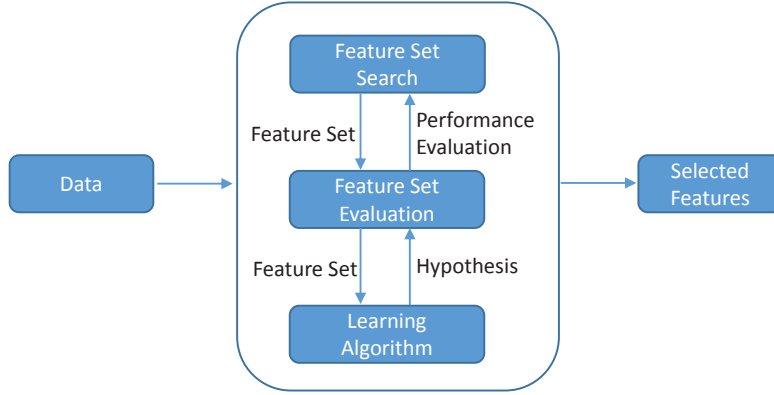 Feature Set
Search
Feature Set
Performance
Evaluation
Data
Feature Set
Evaluation
Selected
Features
Feature Set
Hypothesis
Learning
Algorithm